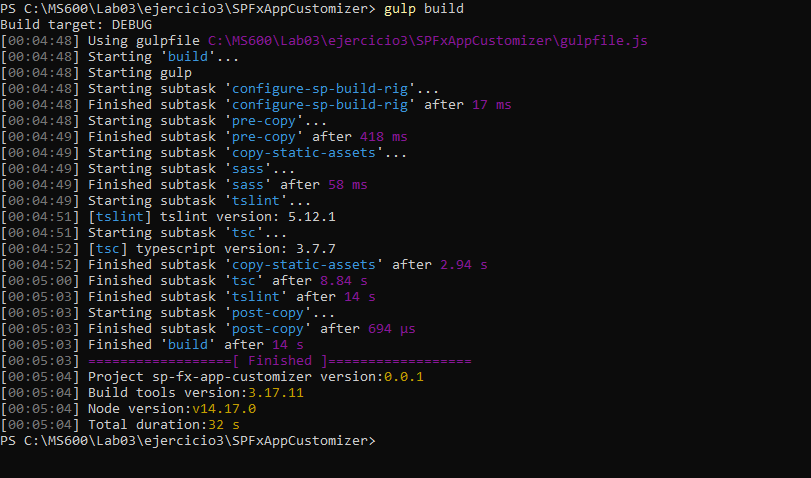 PS C:\MS600\Lab03\ejercicio3\SPFxAppCustomizer> gulp build
Build target: DEBUG
[00:04:48] Using gulpfile C:\MS600\Lab03\ejercicio3\SPFxAppCustomizer\gulpfile.js
[00:04:48] Starting 'build'...
[00:04:48] Starting gulp
[00:04:48] Starting subtask 'configure-sp-build-rig'...
[00:04:48] Finished subtask 'configure-sp-build-rig' after 17 ms
[00:04:48] Starting subtask 'pre-copy'...
[00:04:49] Finished subtask 'pre-copy' after 418 ms
[00:04:49] Starting subtask 'copy-static-assets'...
[00:04:49] Starting subtask 'sass'...
[00:04:49] Finished subtask 'sass' after 58 ms
[00:04:49] Starting subtask 'tslint'...
[00:04:51] [tslint] tslint version: 5.12.1
[00:04:51] Starting subtask 'tsc'...
[00:04:52] [tsc] typescript version: 3.7.7
[00:04:52] Finished subtask 'copy-static-assets' after 2.94 s
[00:05:00] Finished subtask 'tsc' after 8.84 s
[00:05:03] Finished subtask 'tslint' after 14 s
[00:05:03] Starting subtask 'post-copy'...
[00:05:03] Finished subtask 'post-copy' after 694 μs
[00:05:03] Finished 'build' after 14 s
[00:05:03] ==================[ Finished ]==================
[00:05:04] Project sp-fx-app-customizer version:0.0.1
[00:05:04] Build tools version:3.17.11
[00:05:04] Node version:v14.17.0
[00:05:04] Total duration:32 s
PS C:\MS600\Lab03\ejercicio3\SPFxAppCustomizer>